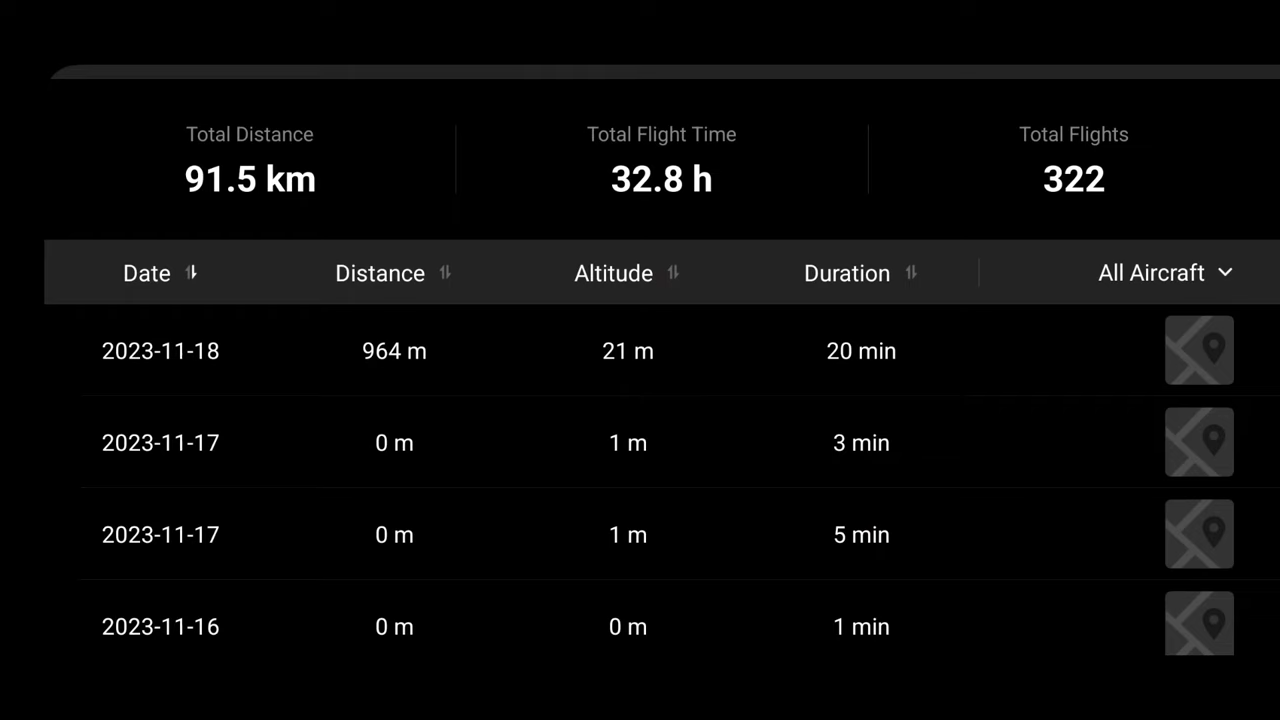 Total Distance Total Flight Time Total Flights
91.5 km 32.8 h 322
Date Distance Altitude Duration All Aircraft
2023-11-18 964 m 21 m 20 min
2023-11-17 0 m 1 m 3 min
2023-11-17 0 m 1 m 5 min
2023-11-16 0 m 0 m 1 min